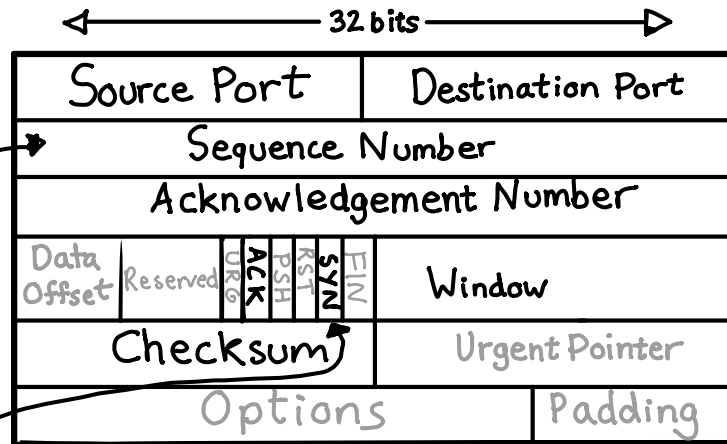 32 bits
Source Port Destination Port
Sequence Number
Acknowledgement Number
Data Offset Reserved URG ACK PSH RST SYN FIN Window
Checksum Urgent Pointer
Options Padding